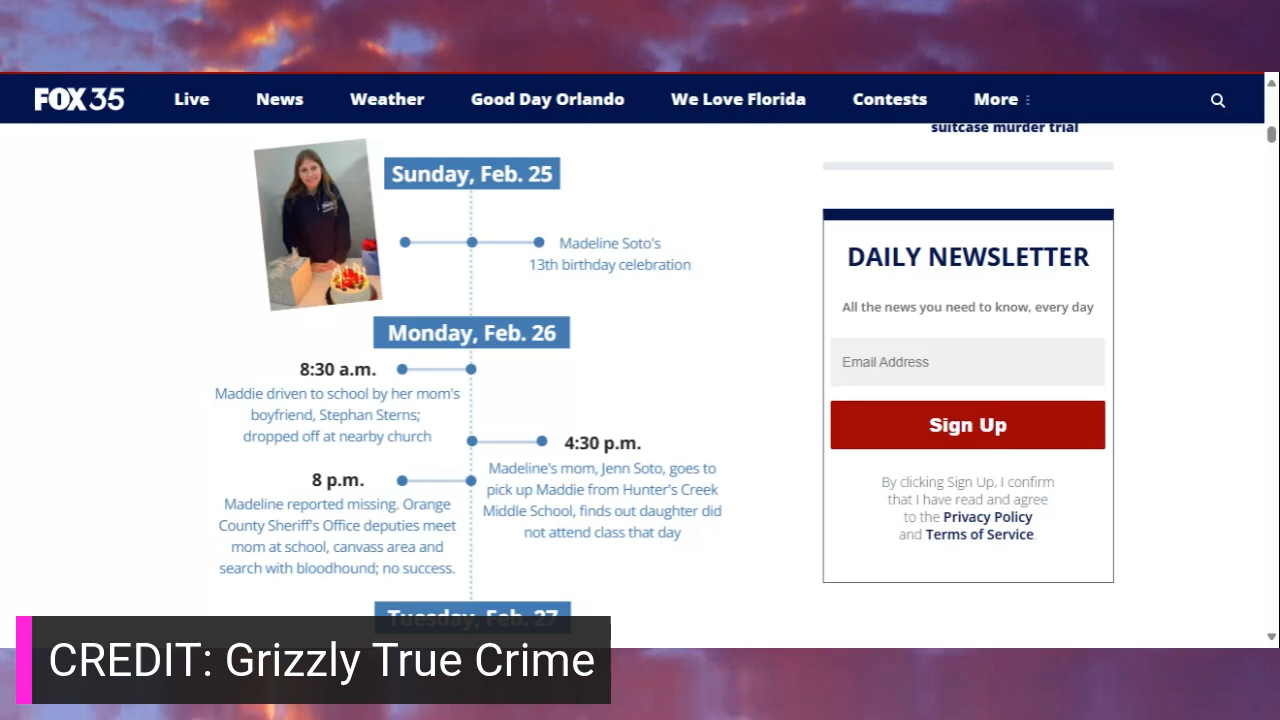 FOX 35
Live
News
Weather
Good Day Orlando
We Love Florida
Contests
More
suitcase murder trial
Sunday, Feb. 25
Madeline Soto's
13th birthday celebration
Monday, Feb. 26
8:30 a.m.
Maddie driven to school by her mom's
boyfriend, Stephan Sterns;
dropped off at nearby church
4:30 p.m.
Madeline's mom, Jenn Soto, goes to
pick up Maddie from Hunter's Creek
Middle School, finds out daughter did
not attend class that day
8 p.m.
Madeline reported missing. Orange
County Sheriff's Office deputies meet
mom at school, canvass area and
search with bloodhound; no success.
Tuesday, Feb. 27
DAILY NEWSLETTER
All the news you need to know, every day
Email Address
Sign Up
By clicking Sign Up, I confirm
that I have read and agree
to the Privacy Policy
and Terms of Service.
CREDIT: Grizzly True Crime